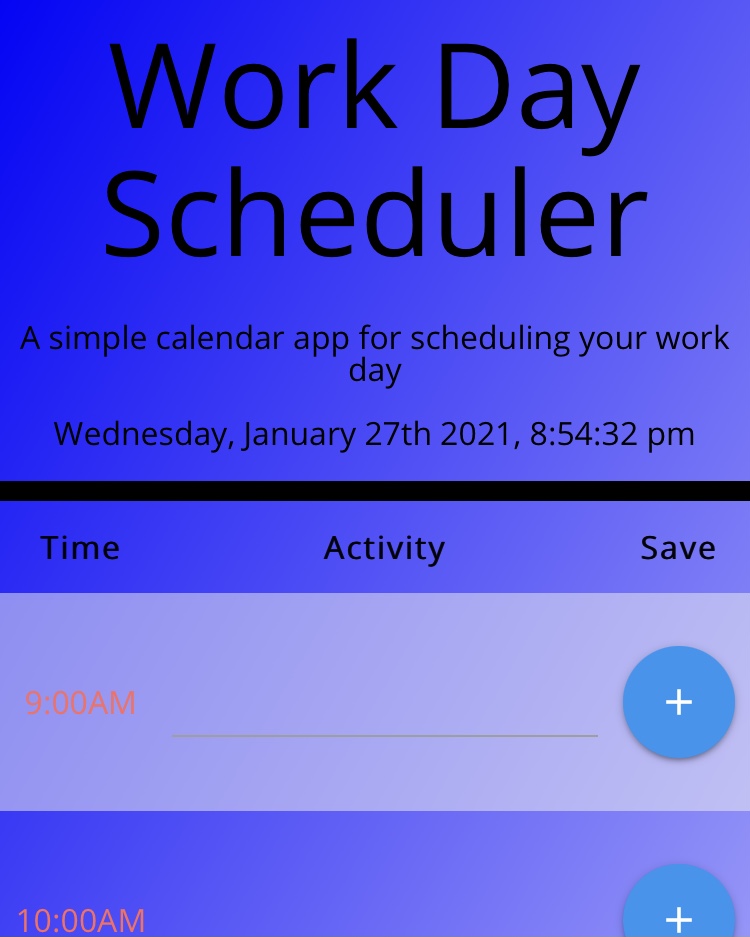 Work Day
Scheduler
A simple calendar app for scheduling your work
day
Wednesday, January 27th 2021, 8:54:32 pm
Time Activity Save
9:00AM +
10:00AM +